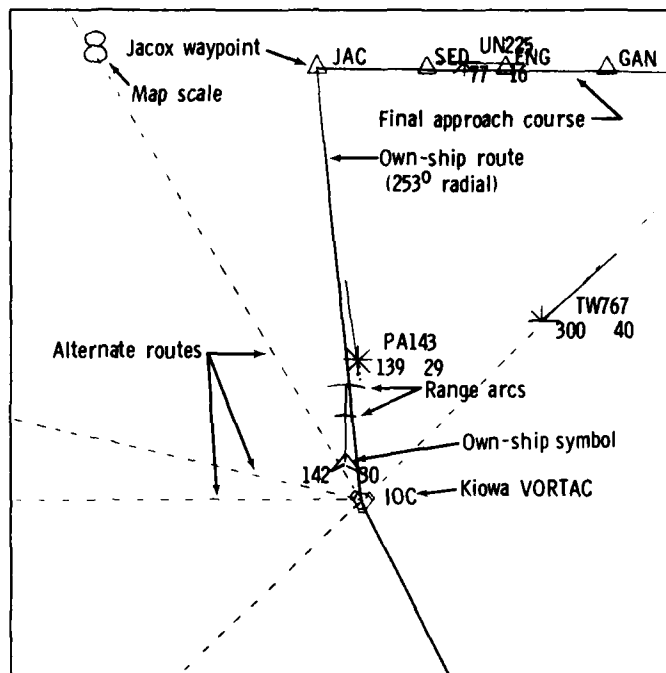 Jacox waypoint
JAC
SED
UN225
ENG
GAN
77 16
8
Map scale
Final approach course
Own-ship route
(253⁰ radial)
TW767
300 40
PA143
139 29
Alternate routes
Range arcs
Own-ship symbol
142 30
IOC
Kiowa VORTAC